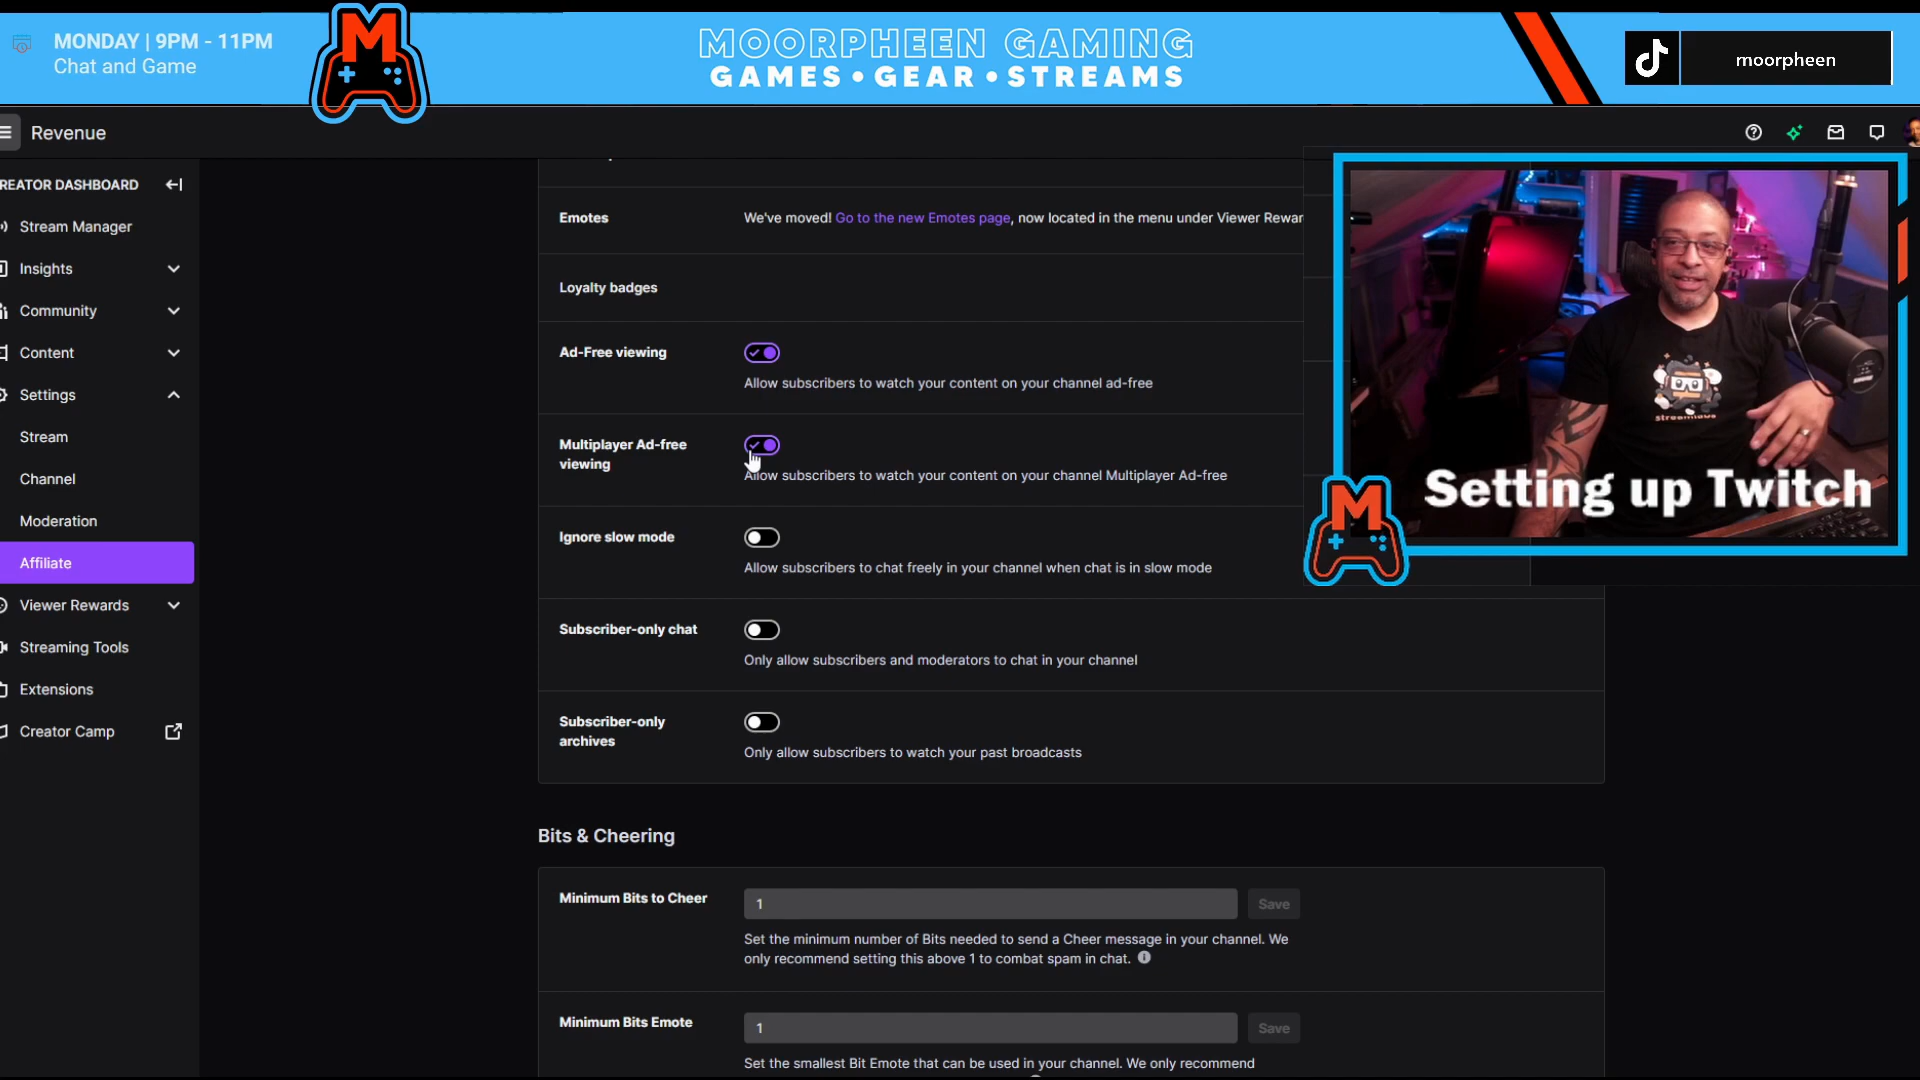 MONDAY | 9PM - 11PM
Chat and Game
M
MOORPHEEN GAMING
GAMES • GEAR • STREAMS
moorpheen
Revenue
REATOR DASHBOARD
Stream Manager
Insights
Community
Content
Settings
Stream
Channel
Moderation
Affiliate
Viewer Rewards
Streaming Tools
Extensions
Creator Camp
Emotes
We've moved! Go to the new Emotes page, now located in the menu under Viewer Rewar
Loyalty badges
Ad-Free viewing
Allow subscribers to watch your content on your channel ad-free
Multiplayer Ad-free
viewing
Allow subscribers to watch your content on your channel Multiplayer Ad-free
Ignore slow mode
Allow subscribers to chat freely in your channel when chat is in slow mode
Subscriber-only chat
Only allow subscribers and moderators to chat in your channel
Subscriber-only
archives
Only allow subscribers to watch your past broadcasts
Bits & Cheering
Minimum Bits to Cheer
1
Save
Set the minimum number of Bits needed to send a Cheer message in your channel. We
only recommend setting this above 1 to combat spam in chat.
Minimum Bits Emote
1
Save
Set the smallest Bit Emote that can be used in your channel. We only recommend
SHURE
Setting up Twitch
M